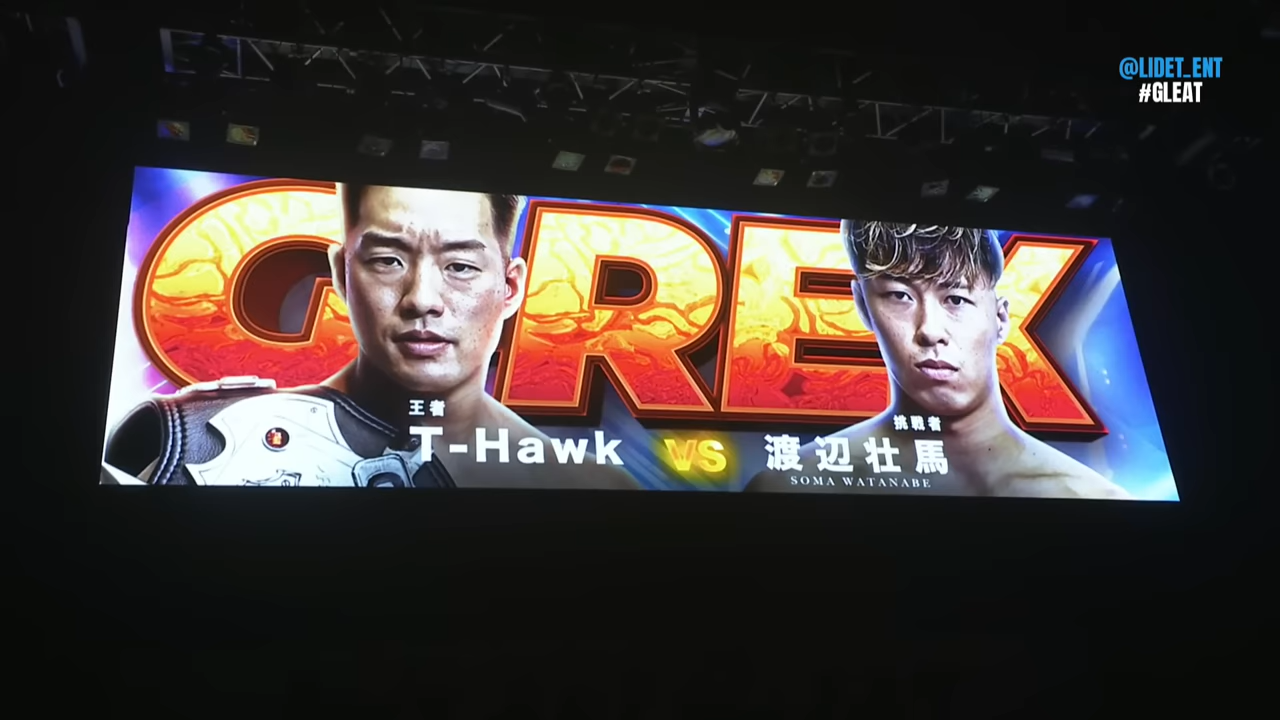 @LIDET_ENT
#GLEAT
G-REX
王者
T-Hawk
VS
挑戦者
渡辺壮馬
SOMA WATANABE